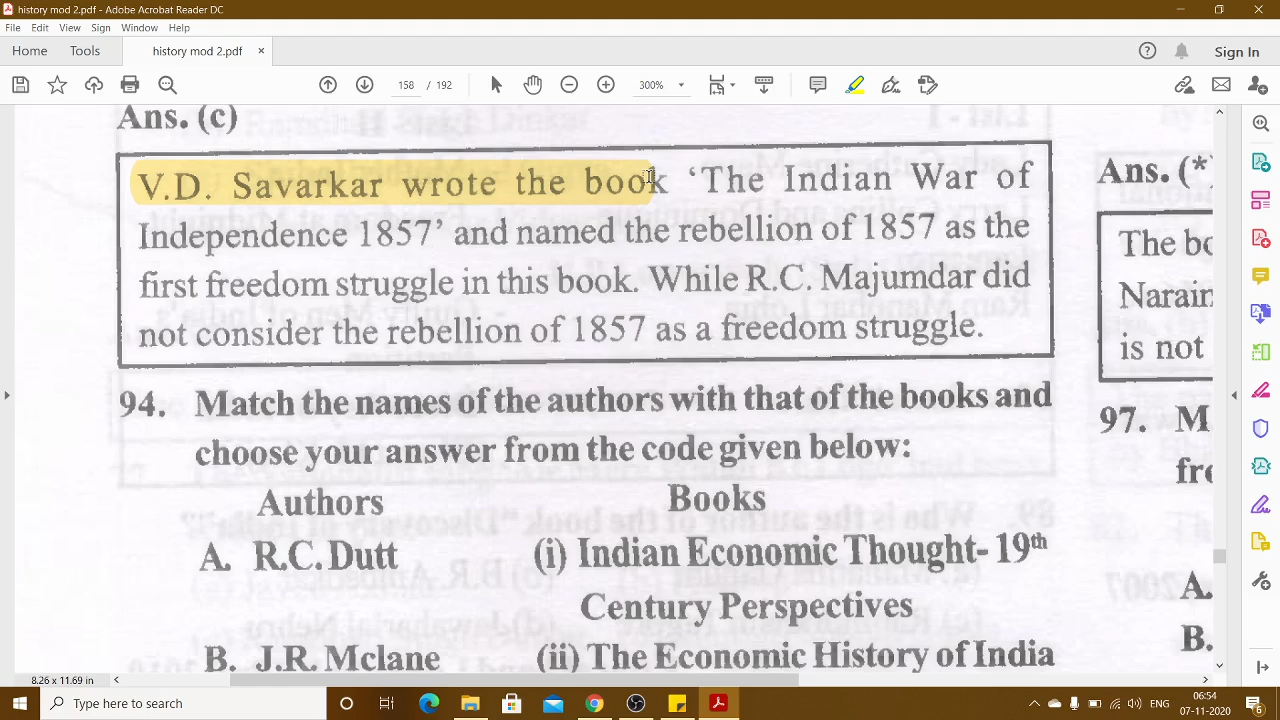 history mod 2.pdf - Adobe Acrobat Reader DC
File Edit View Sign Window Help
Home Tools history mod 2.pdf × Sign In
158 / 192 300%
Ans. (c)
V.D. Savarkar wrote the book ‘The Indian War of
Independence 1857’ and named the rebellion of 1857 as the
first freedom struggle in this book. While R.C. Majumdar did
not consider the rebellion of 1857 as a freedom struggle.
94. Match the names of the authors with that of the books and
choose your answer from the code given below:
Authors Books
A. R.C. Dutt (i) Indian Economic Thought- 19th
Century Perspectives
B. J.R. Mclane (ii) The Economic History of India
Ans. (*)
The bo
Narain
is not
97. M
fro
A.
B.
8.26 x 11.69 in
Type here to search
ENG
06:54
07-11-2020
6